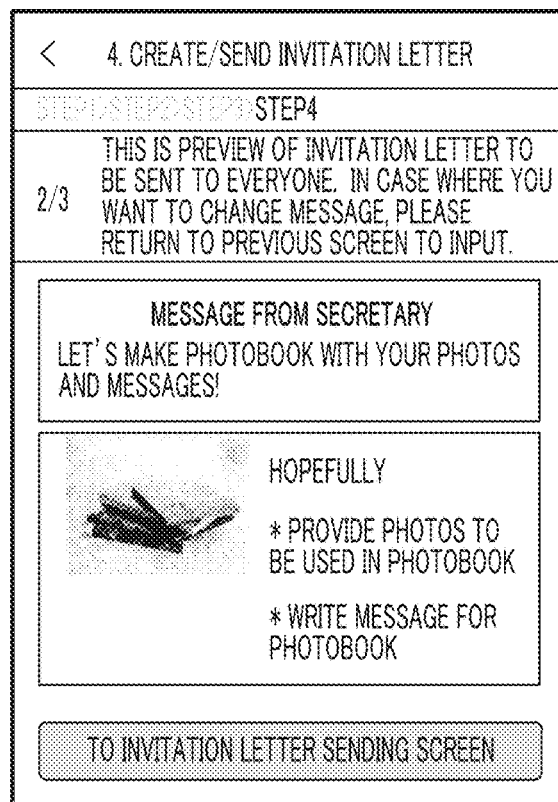 < 4. CREATE/SEND INVITATION LETTER
STEP1>STEP2>STEP3>STEP4
THIS IS PREVIEW OF INVITATION LETTER TO
2/3 BE SENT TO EVERYONE. IN CASE WHERE YOU
WANT TO CHANGE MESSAGE, PLEASE
RETURN TO PREVIOUS SCREEN TO INPUT.
MESSAGE FROM SECRETARY
LET'S MAKE PHOTOBOOK WITH YOUR PHOTOS
AND MESSAGES!
HOPEFULLY
* PROVIDE PHOTOS TO
BE USED IN PHOTOBOOK
* WRITE MESSAGE FOR
PHOTOBOOK
TO INVITATION LETTER SENDING SCREEN